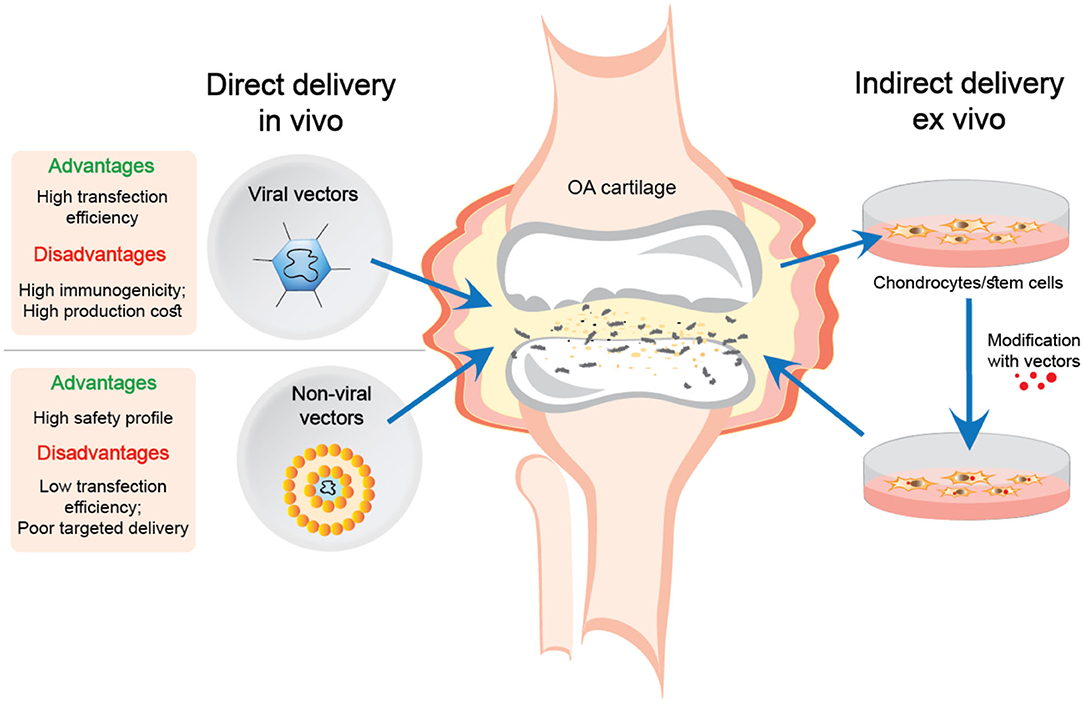 Direct delivery
in vivo
Advantages
High transfection
efficiency
Disadvantages
High immunogenicity;
High production cost
Viral vectors
Advantages
High safety profile
Disadvantages
Low transfection
efficiency;
Poor targeted delivery
Non-viral
vectors
OA cartilage
Indirect delivery
ex vivo
Chondrocytes/stem cells
Modification
with vectors